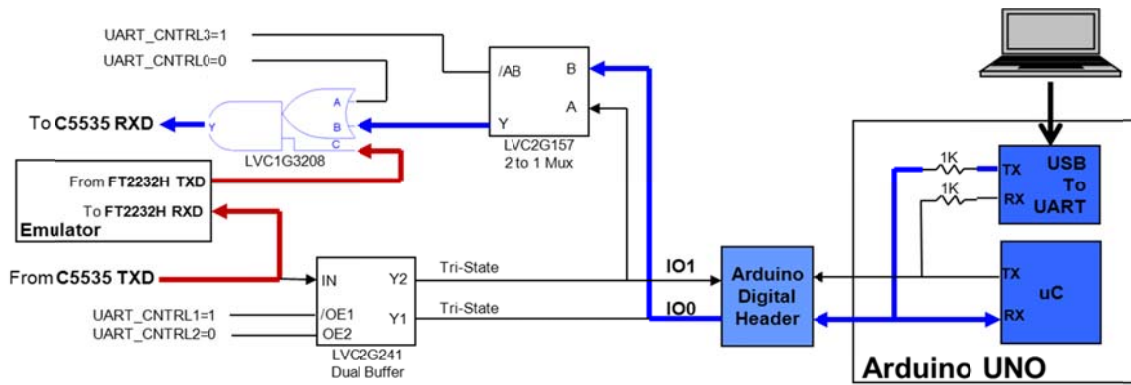 UART_CNTRL3=1
UART_CNTRL0=0
/AB
B
A
Y
LVC2G157
2 to 1 Mux
A
B
C
Y
LVC1G3208
To C5535 RXD
From FT2232H TXD
To FT2232H RXD
Emulator
From C5535 TXD
UART_CNTRL1=1
UART_CNTRL2=0
IN
/OE1
OE2
Y2
Y1
LVC2G241
Dual Buffer
Tri-State
Tri-State
IO1
IO0
Arduino
Digital
Header
1K
1K
TX
RX
USB
To
UART
TX
RX
uC
Arduino UNO